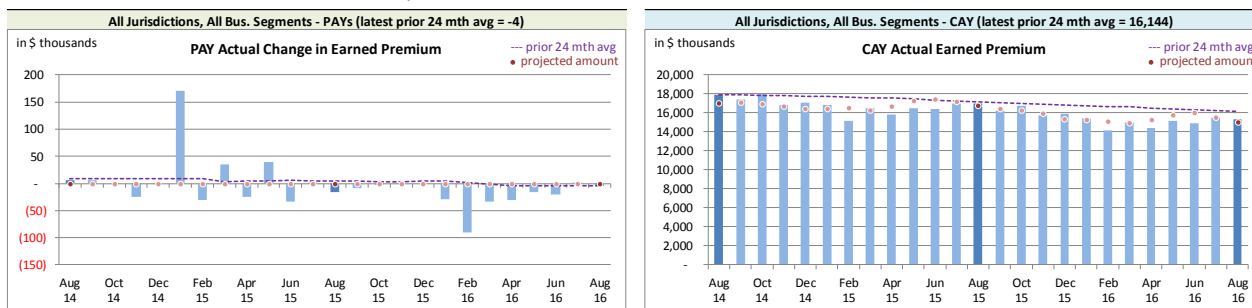 All Jurisdictions, All Bus. Segments - PAYs (latest prior 24 mth avg = -4)
in $ thousands
PAY Actual Change in Earned Premium
--- prior 24 mth avg
● projected amount
200
150
100
50
-
(50)
(100)
(150)
Aug 14 Oct 14 Dec 14 Feb 15 Apr 15 Jun 15 Aug 15 Oct 15 Dec 15 Feb 16 Apr 16 Jun 16 Aug 16
All Jurisdictions, All Bus. Segments - CAY (latest prior 24 mth avg = 16,144)
in $ thousands
CAY Actual Earned Premium
--- prior 24 mth avg
● projected amount
20,000
18,000
16,000
14,000
12,000
10,000
8,000
6,000
4,000
2,000
-
Aug 14 Oct 14 Dec 14 Feb 15 Apr 15 Jun 15 Aug 15 Oct 15 Dec 15 Feb 16 Apr 16 Jun 16 Aug 16